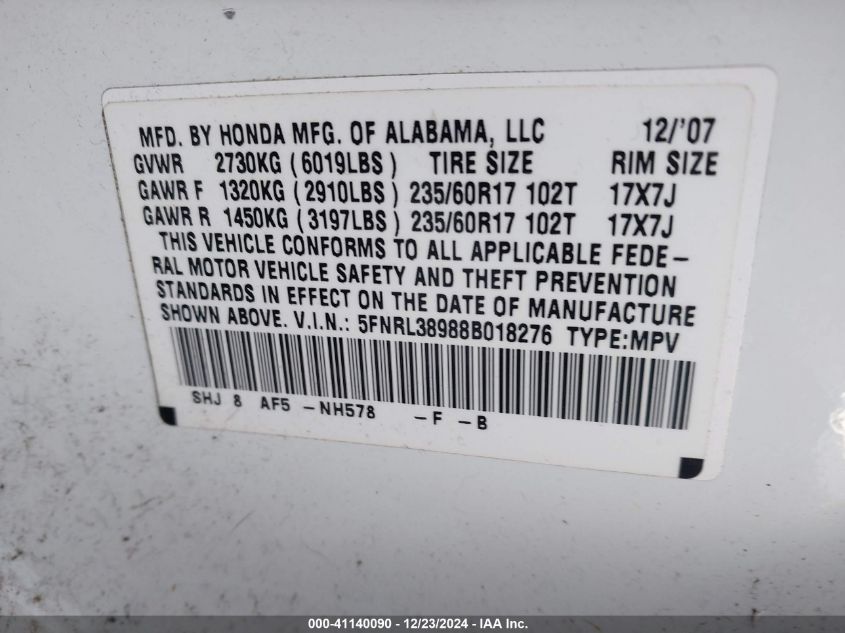 MFD. BY HONDA MFG. OF ALABAMA, LLC 12/'07
GVWR 2730KG (6019LBS) TIRE SIZE RIM SIZE
GAWR F 1320KG (2910LBS) 235/60R17 102T 17X7J
GAWR R 1450KG (3197LBS) 235/60R17 102T 17X7J
THIS VEHICLE CONFORMS TO ALL APPLICABLE FEDE-
RAL MOTOR VEHICLE SAFETY AND THEFT PREVENTION
STANDARDS IN EFFECT ON THE DATE OF MANUFACTURE
SHOWN ABOVE. V.I.N.: 5FNRL38988B018276 TYPE:MPV
SHJ 8 AF5 -NH578 -F -B
000-41140090 - 12/23/2024 - IAA Inc.